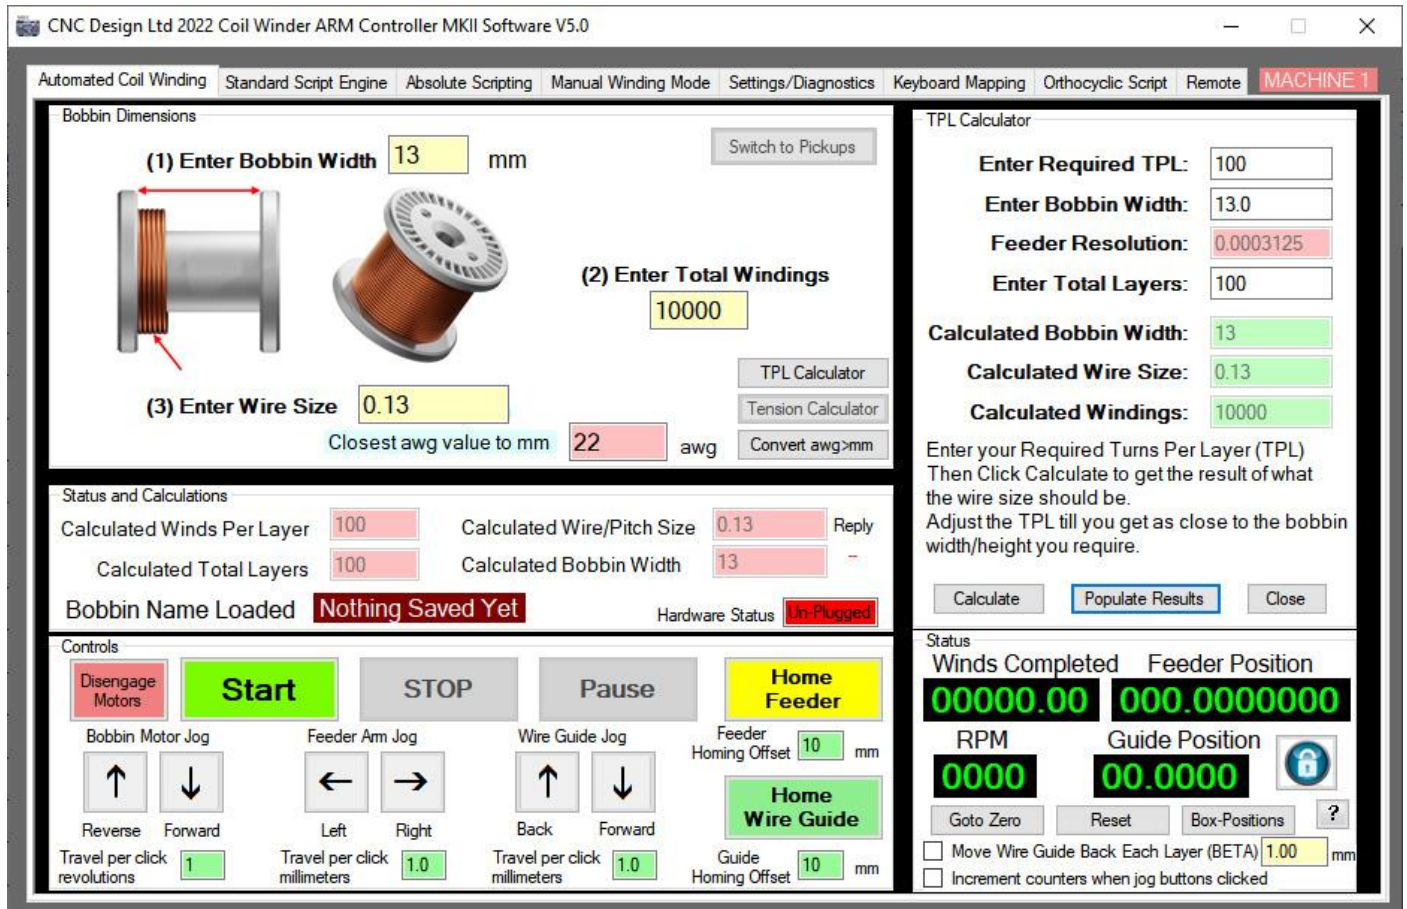 CNC Design Ltd 2022 Coil Winder ARM Controller MKII Software V5.0
Automated Coil Winding Standard Script Engine Absolute Scripting Manual Winding Mode Settings/Diagnostics Keyboard Mapping Orthocyclic Script Remote MACHINE 1
Bobbin Dimensions
(1) Enter Bobbin Width 13 mm
Switch to Pickups
(2) Enter Total Windings
10000
TPL Calculator
(3) Enter Wire Size 0.13
Tension Calculator
Closest awg value to mm 22 awg
Convert awg>mm
Status and Calculations
Calculated Winds Per Layer 100 Calculated Wire/Pitch Size 0.13 Reply
Calculated Total Layers 100 Calculated Bobbin Width 13 --
Bobbin Name Loaded Nothing Saved Yet Hardware Status Un-Plugged
Controls
Disengage
Motors
Start STOP Pause
Home
Feeder
Bobbin Motor Jog Feeder Arm Jog Wire Guide Jog
Feeder
Homing Offset 10 mm
Home
Wire Guide
Reverse Forward Left Right Back Forward
Travel per click
revolutions 1
Travel per click
millimeters 1.0
Travel per click
millimeters 1.0
Guide
Homing Offset 10 mm
TPL Calculator
Enter Required TPL: 100
Enter Bobbin Width: 13.0
Feeder Resolution: 0.0003125
Enter Total Layers: 100
Calculated Bobbin Width: 13
Calculated Wire Size: 0.13
Calculated Windings: 10000
Enter your Required Turns Per Layer (TPL)
Then Click Calculate to get the result of what
the wire size should be.
Adjust the TPL till you get as close to the bobbin
width/height you require.
Calculate Populate Results Close
Status
Winds Completed Feeder Position
00000.00 000.0000000
RPM Guide Position
0000 00.0000
Goto Zero Reset Box-Positions ?
Move Wire Guide Back Each Layer (BETA) 1.00 mm
Increment counters when jog buttons clicked